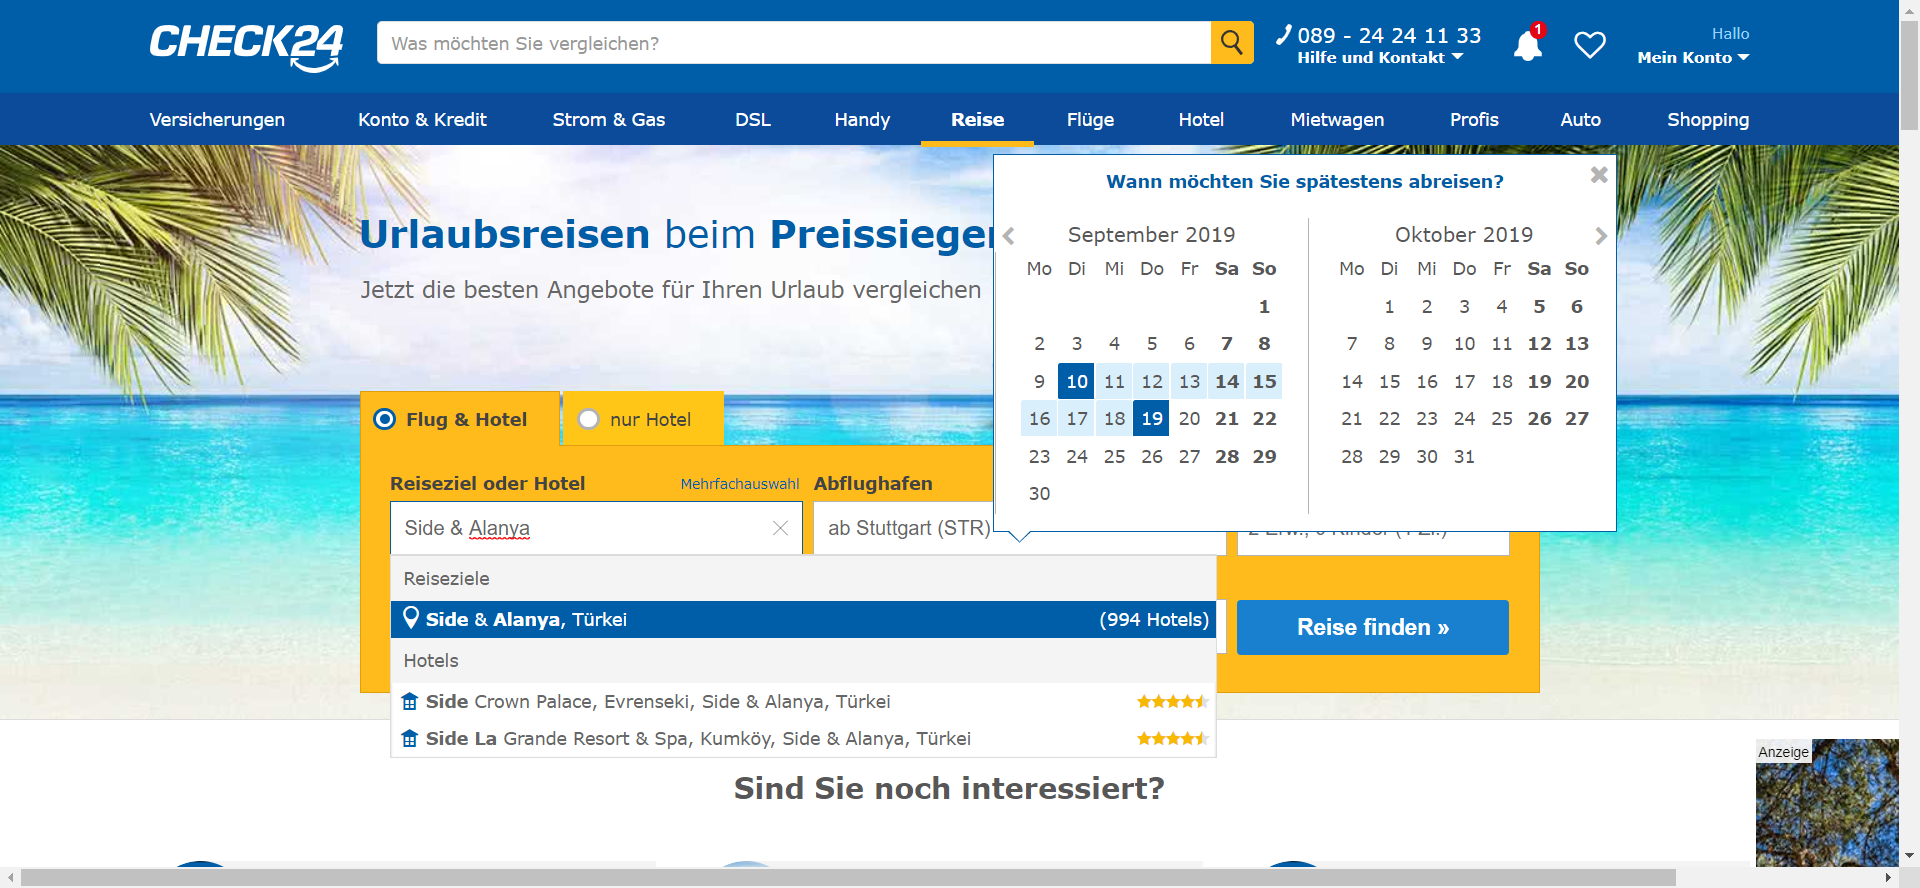 CHECK24
Was möchten Sie vergleichen?
089 - 24 24 11 33
Hilfe und Kontakt
1
Hallo
Mein Konto
Versicherungen Konto & Kredit Strom & Gas DSL Handy Reise Flüge Hotel Mietwagen Profis Auto Shopping
Urlaubsreisen beim Preissieger
Jetzt die besten Angebote für Ihren Urlaub vergleichen
Wann möchten Sie spätestens abreisen?
September 2019
Mo Di Mi Do Fr Sa So
1
2 3 4 5 6 7 8
9 10 11 12 13 14 15
16 17 18 19 20 21 22
23 24 25 26 27 28 29
30
Oktober 2019
Mo Di Mi Do Fr Sa So
1 2 3 4 5 6
7 8 9 10 11 12 13
14 15 16 17 18 19 20
21 22 23 24 25 26 27
28 29 30 31
Flug & Hotel
nur Hotel
Reiseziel oder Hotel Mehrfachauswahl Abflughafen
Side & Alanya
ab Stuttgart (STR)
Reiseziele
Side & Alanya, Türkei (994 Hotels)
Hotels
Side Crown Palace, Evrenseki, Side & Alanya, Türkei
Side La Grande Resort & Spa, Kumköy, Side & Alanya, Türkei
Reise finden »
Sind Sie noch interessiert?
Anzeige